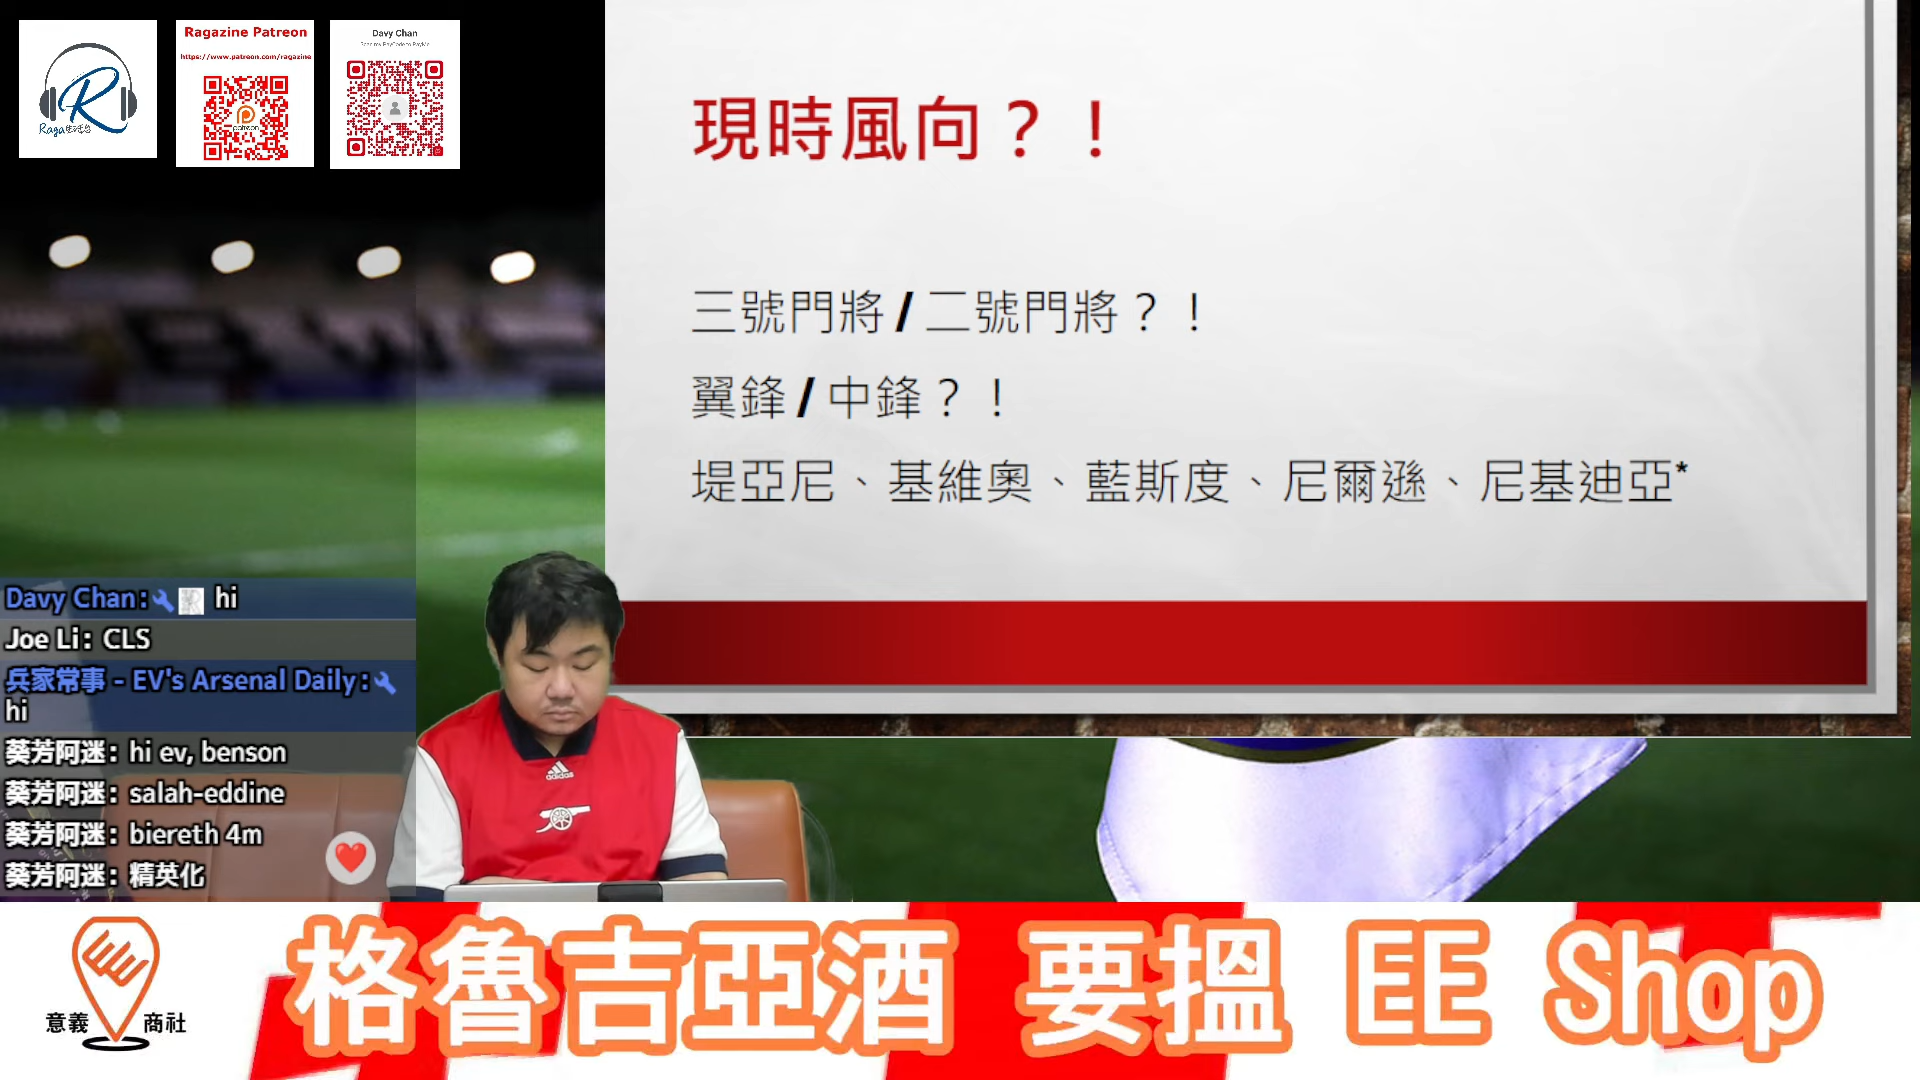 Raga
Ragazine Patreon
https://www.patreon.com/ragazine
patreon
Davy Chan
現時風向？！
三號門將/二號門將？！
翼鋒/中鋒？！
堤亞尼、基維奧、藍斯度、尼爾遜、尼基迪亞*
Davy Chan: hi
Joe Li: CLS
兵家常事 - EV's Arsenal Daily:
hi
葵芳阿迷: hi ev, benson
葵芳阿迷: salah-eddine
葵芳阿迷: biereth 4m
葵芳阿迷: 精英化
adidas
意義 商社
格魯吉亞酒 要搵 EE Shop